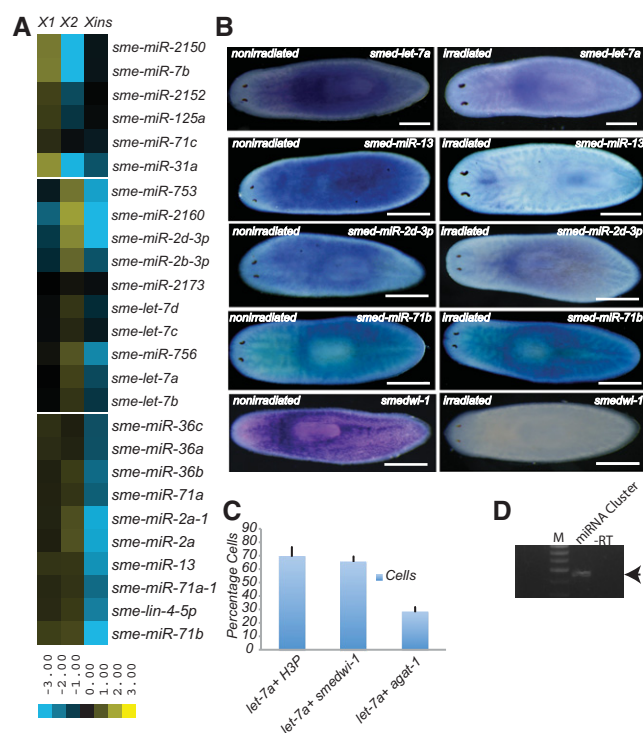 A
X1 X2 Xins
sme-miR-2150
sme-miR-7b
sme-miR-2152
sme-miR-125a
sme-miR-71c
sme-miR-31a
sme-miR-753
sme-miR-2160
sme-miR-2d-3p
sme-miR-2b-3p
sme-miR-2173
sme-let-7d
sme-let-7c
sme-miR-756
sme-let-7a
sme-let-7b
sme-miR-36c
sme-miR-36a
sme-miR-36b
sme-miR-71a
sme-miR-2a-1
sme-miR-2a
sme-miR-13
sme-miR-71a-1
sme-lin-4-5p
sme-miR-71b
-3.00
-2.00
-1.00
0.00
1.00
2.00
3.00
B
nonirradiated smed-let-7a
irradiated smed-let-7a
nonirradiated smed-miR-13
irradiated smed-miR-13
nonirradiated smed-miR-2d-3p
irradiated smed-miR-2d-3p
nonirradiated smed-miR-71b
irradiated smed-miR-71b
nonirradiated smedwi-1
irradiated smedwi-1
C
Percentage Cells
90
80
70
60
50
40
30
20
10
0
Cells
let-7a+ H3P
let-7a+ smedwi-1
let-7a+ agat-1
D
M
miRNA Cluster
-RT